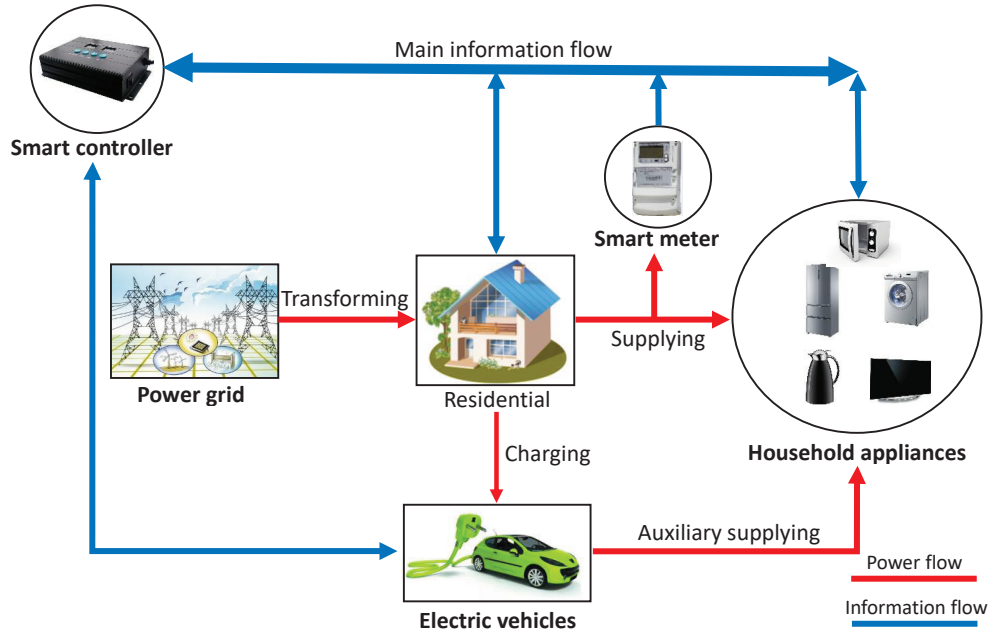 Main information flow
Smart controller
Smart meter
Transforming
Supplying
Power grid
Residential
Household appliances
Charging
Auxiliary supplying
Power flow
Information flow
Electric vehicles